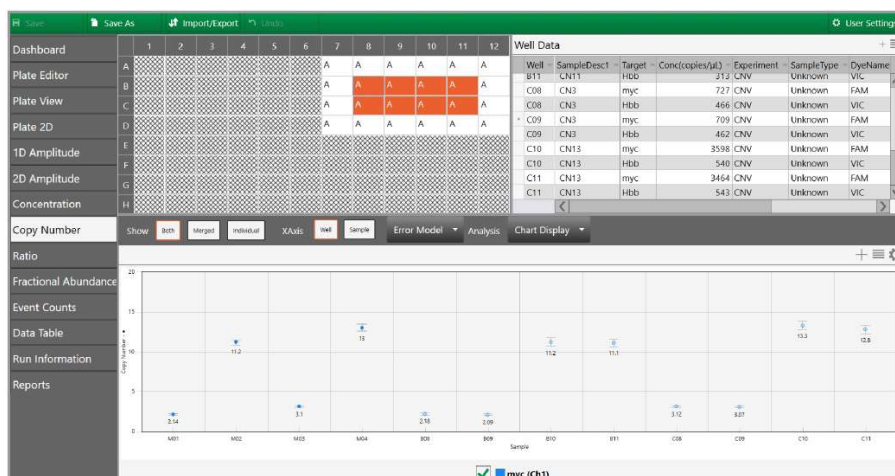 Save Save As Import/Export Undo User Settings
Dashboard
Plate Editor
Plate View
Plate 2D
1D Amplitude
2D Amplitude
Concentration
Copy Number
Ratio
Fractional Abundance
Event Counts
Data Table
Run Information
Reports
1 2 3 4 5 6 7 8 9 10 11 12
A A A A A A A
B A A A A A A
C A A A A A A
D A A A A A A
E
F
G
H
Well Data
Well SampleDesc1 Target Conc(copies/µL) Experiment SampleType DyeName
B11 CN11 Hbb 313 CNV Unknown VIC
C08 CN3 myc 727 CNV Unknown FAM
C08 CN3 Hbb 466 CNV Unknown VIC
C09 CN3 myc 709 CNV Unknown FAM
C09 CN3 Hbb 462 CNV Unknown VIC
C10 CN13 myc 3598 CNV Unknown FAM
C10 CN13 Hbb 540 CNV Unknown VIC
C11 CN13 myc 3464 CNV Unknown FAM
C11 CN13 Hbb 543 CNV Unknown VIC
Show Both Merged Individual XAxis Well Sample Error Model Analysis Chart Display
Copy Number
20
15
10
5
0
2.14 11.2 3.1 13 2.18 2.09 11.2 11.1 3.12 3.07 13.3 12.8
M01 M02 M03 M04 B08 B09 B10 B11 C08 C09 C10 C11
Sample
myc (Ch1)